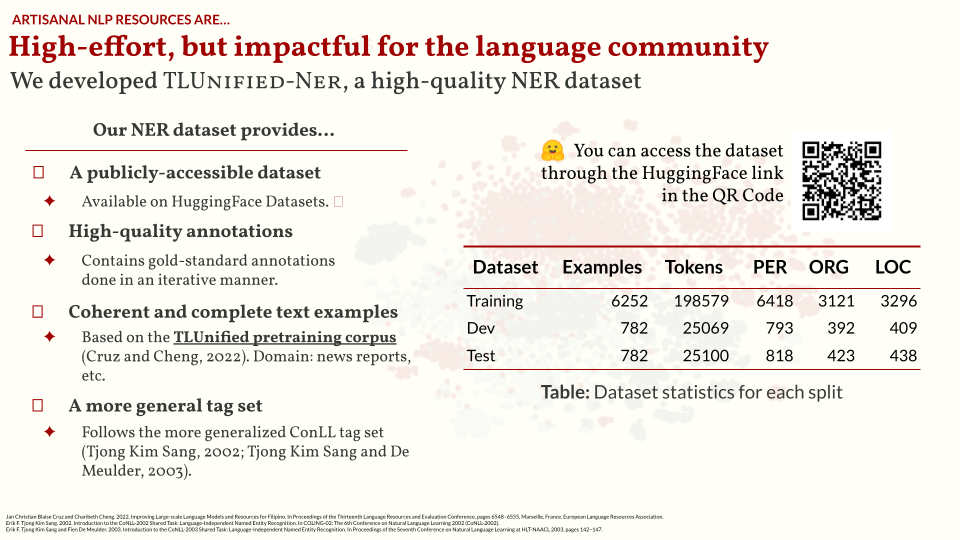 ARTISANAL NLP RESOURCES ARE...
High-effort, but impactful for the language community
We developed TLUNIFIED-NER, a high-quality NER dataset
Our NER dataset provides...
A publicly-accessible dataset
✦ Available on HuggingFace Datasets.
High-quality annotations
✦ Contains gold-standard annotations
done in an iterative manner.
Coherent and complete text examples
✦ Based on the TLUnified pretraining corpus
(Cruz and Cheng, 2022). Domain: news reports,
etc.
A more general tag set
✦ Follows the more generalized ConLL tag set
(Tjong Kim Sang, 2002; Tjong Kim Sang and De
Meulder, 2003).
🤗 You can access the dataset
through the HuggingFace link
in the QR Code
Dataset Examples Tokens PER ORG LOC
Training 6252 198579 6418 3121 3296
Dev 782 25069 793 392 409
Test 782 25100 818 423 438
Table: Dataset statistics for each split
Jan Christian Blaise Cruz and Charibeth Cheng. 2022. Improving Large-scale Language Models and Resources for Filipino. In Proceedings of the Thirteenth Language Resources and Evaluation Conference, pages 6548–6555, Marseille, France. European Language Resources Association.
Erik F. Tjong Kim Sang. 2002. Introduction to the CoNLL-2002 Shared Task: Language-Independent Named Entity Recognition. In COLING-02: The 6th Conference on Natural Language Learning 2002 (CoNLL-2002).
Erik F. Tjong Kim Sang and Fien De Meulder. 2003. Introduction to the CoNLL-2003 Shared Task: Language-Independent Named Entity Recognition. In Proceedings of the Seventh Conference on Natural Language Learning at HLT-NAACL 2003, pages 142–147.